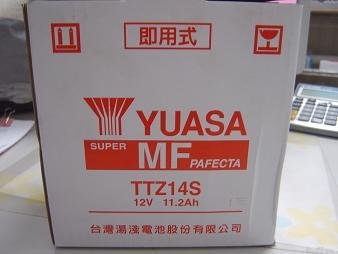 即用式
YUASA
SUPER MF PAFECTA
TTZ14S
12V 11.2Ah
台灣湯淺電池股份有限公司